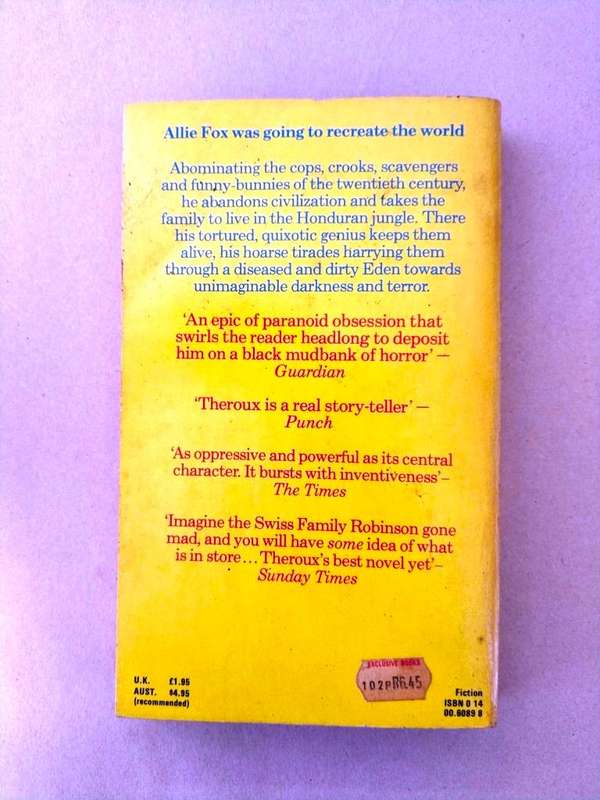 Allie Fox was going to recreate the world
Abominating the cops, crooks, scavengers
and funny-bunnies of the twentieth century,
he abandons civilization and takes the
family to live in the Honduran jungle. There
his tortured, quixotic genius keeps them
alive, his hoarse tirades harrying them
through a diseased and dirty Eden towards
unimaginable darkness and terror.
‘An epic of paranoid obsession that
swirls the reader headlong to deposit
him on a black mudbank of horror’ –
Guardian
‘Theroux is a real story-teller’ –
Punch
‘As oppressive and powerful as its central
character. It bursts with inventiveness’–
The Times
‘Imagine the Swiss Family Robinson gone
mad, and you will have some idea of what
is in store... Theroux’s best novel yet’–
Sunday Times
U.K. £1.95
AUST. $4.95
(recommended)
EXCLUSIVE BOOKS
102PR6.45
Fiction
ISBN 0 14
00.6089 8